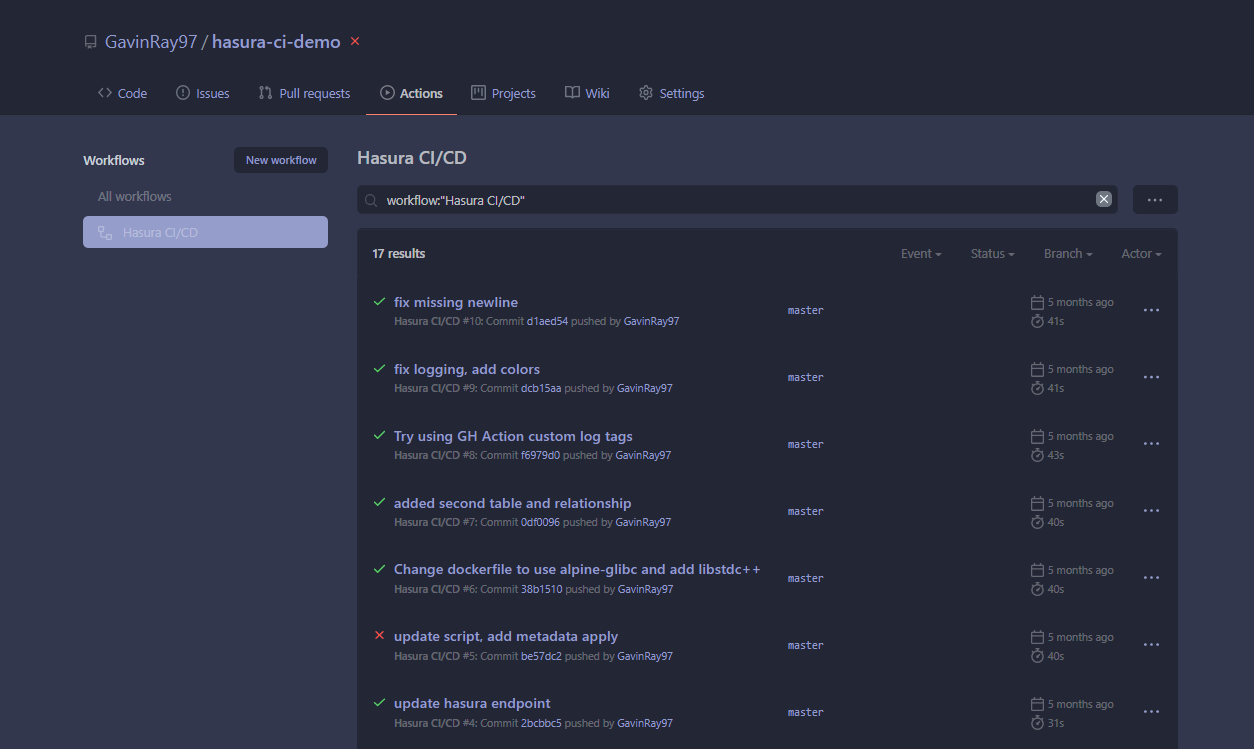 GavinRay97 / hasura-ci-demo
Code Issues Pull requests Actions Projects Wiki Settings
Workflows
New workflow
All workflows
Hasura CI/CD
Hasura CI/CD
workflow:"Hasura CI/CD"
17 results
Event Status Branch Actor
fix missing newline
Hasura CI/CD #10: Commit d1aed54 pushed by GavinRay97
master
5 months ago
41s
fix logging, add colors
Hasura CI/CD #9: Commit dcb15aa pushed by GavinRay97
master
5 months ago
41s
Try using GH Action custom log tags
Hasura CI/CD #8: Commit f6979d0 pushed by GavinRay97
master
5 months ago
43s
added second table and relationship
Hasura CI/CD #7: Commit 0df0096 pushed by GavinRay97
master
5 months ago
40s
Change dockerfile to use alpine-glibc and add libstdc++
Hasura CI/CD #6: Commit 38b1510 pushed by GavinRay97
master
5 months ago
40s
update script, add metadata apply
Hasura CI/CD #5: Commit be57dc2 pushed by GavinRay97
master
5 months ago
40s
update hasura endpoint
Hasura CI/CD #4: Commit 2bcbbc5 pushed by GavinRay97
master
5 months ago
31s